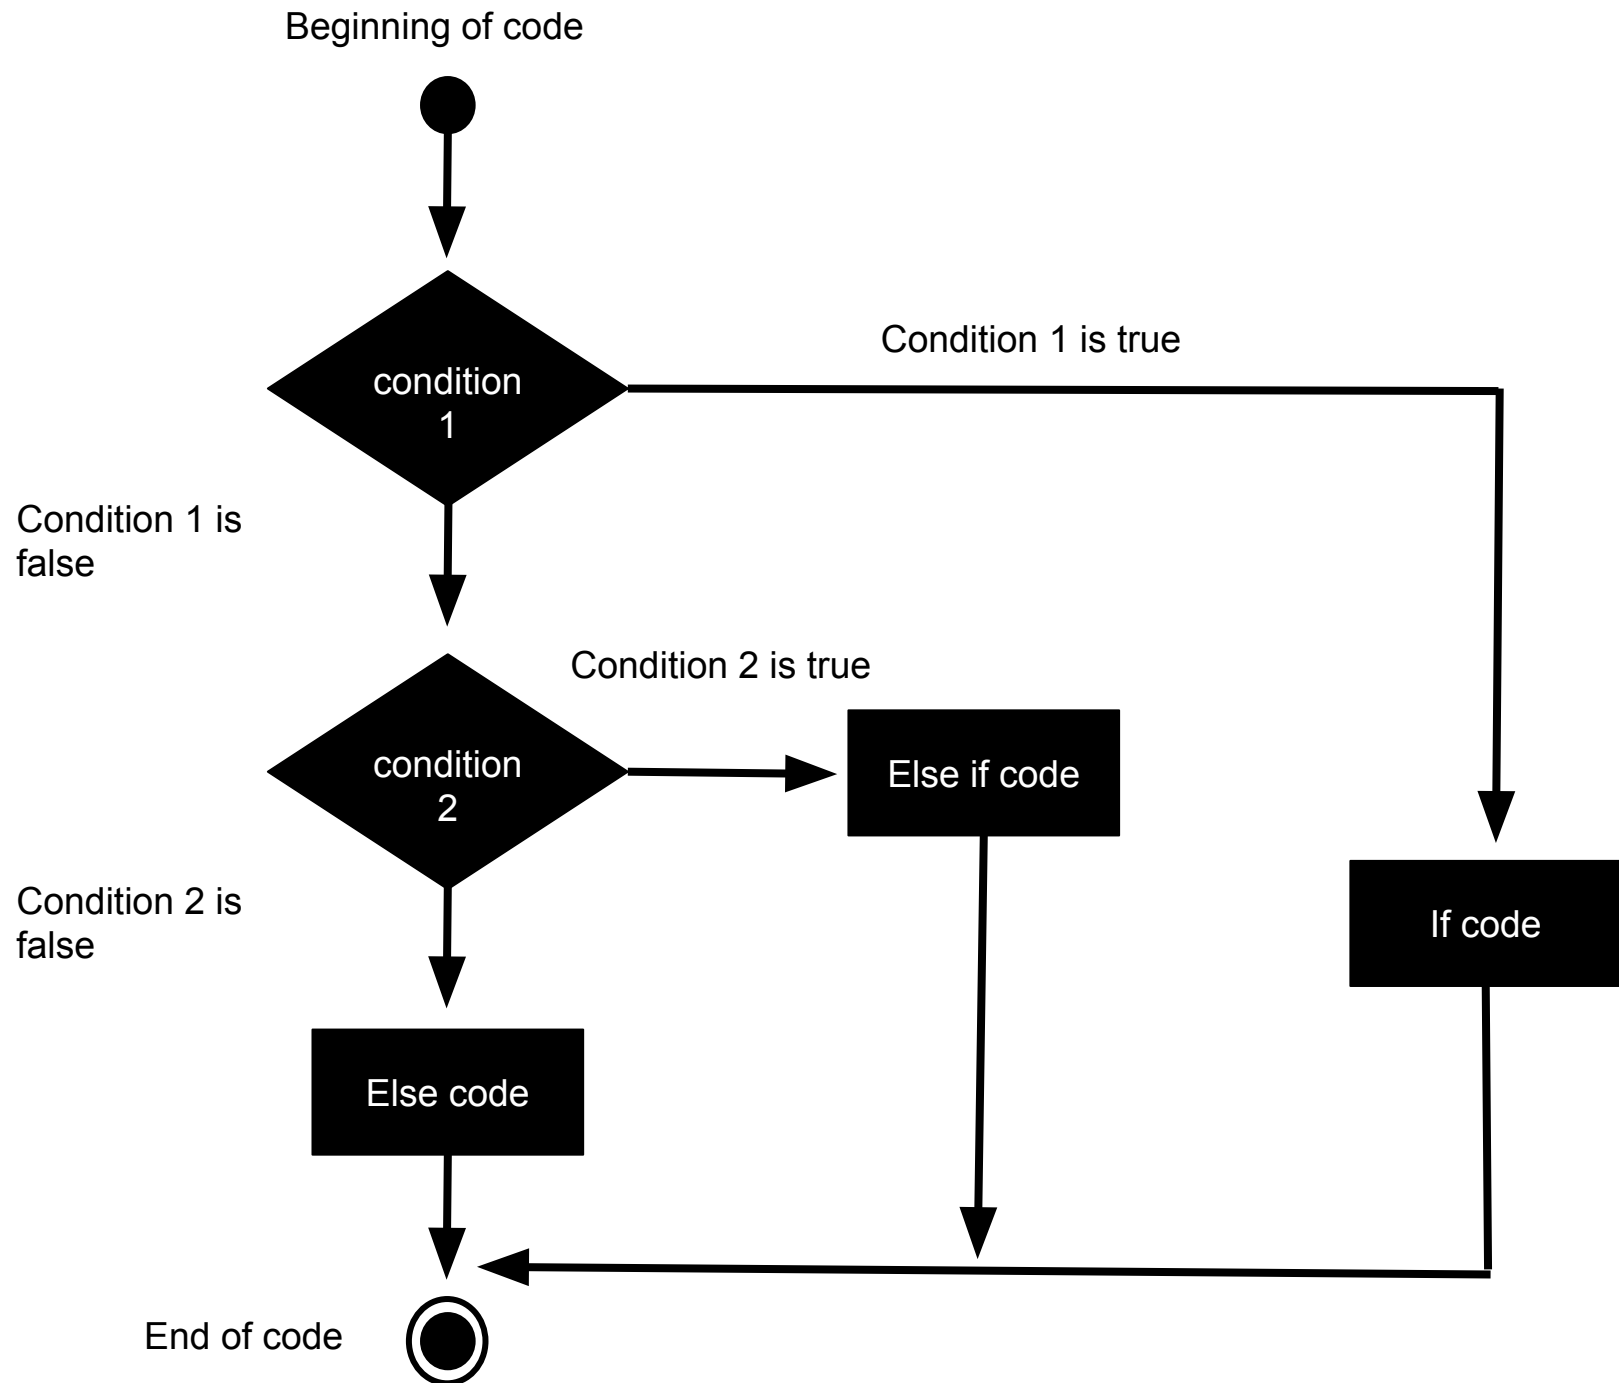 Beginning of code
Condition 1 is true
condition
1
Condition 1 is
false
Condition 2 is true
condition
2
Else if code
Condition 2 is
false
If code
Else code
End of code